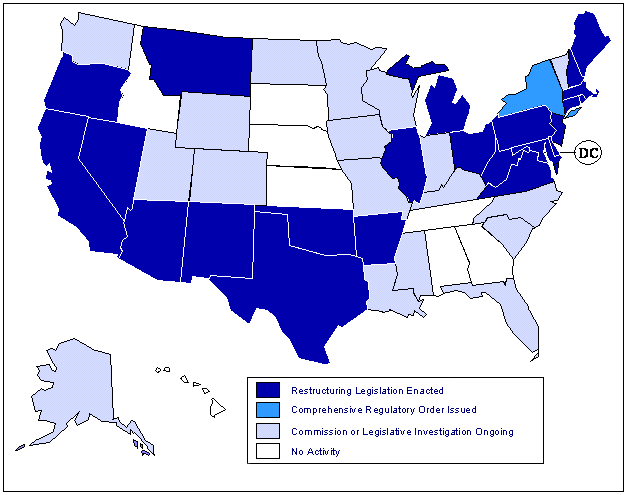 DC
Restructuring Legislation Enacted
Comprehensive Regulatory Order Issued
Commission or Legislative Investigation Ongoing
No Activity